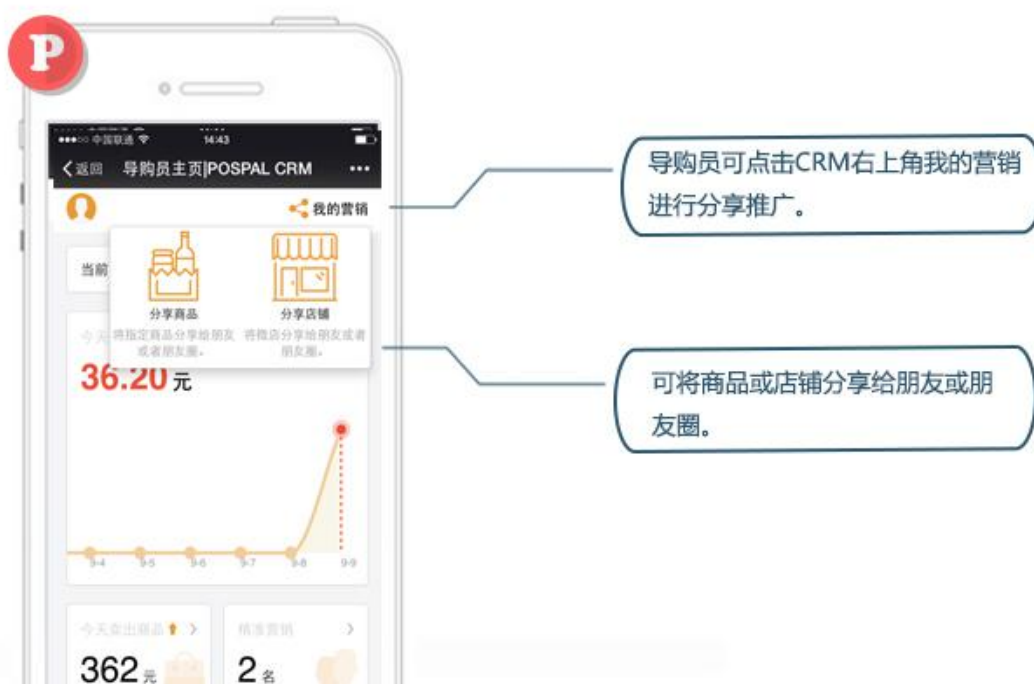 P
中国联通 14:43
返回 导购员主页|POSPAL CRM
我的营销
当前
分享商品 分享店铺
将指定商品分享给朋友 将微店分享给朋友或者
或者朋友圈。 朋友圈。
今天
36.20 元
9-4 9-5 9-6 9-7 9-8 9-9
今天卖出商品 精准营销
362 元 2 名
导购员可点击CRM右上角我的营销
进行分享推广。
可将商品或店铺分享给朋友或朋
友圈。